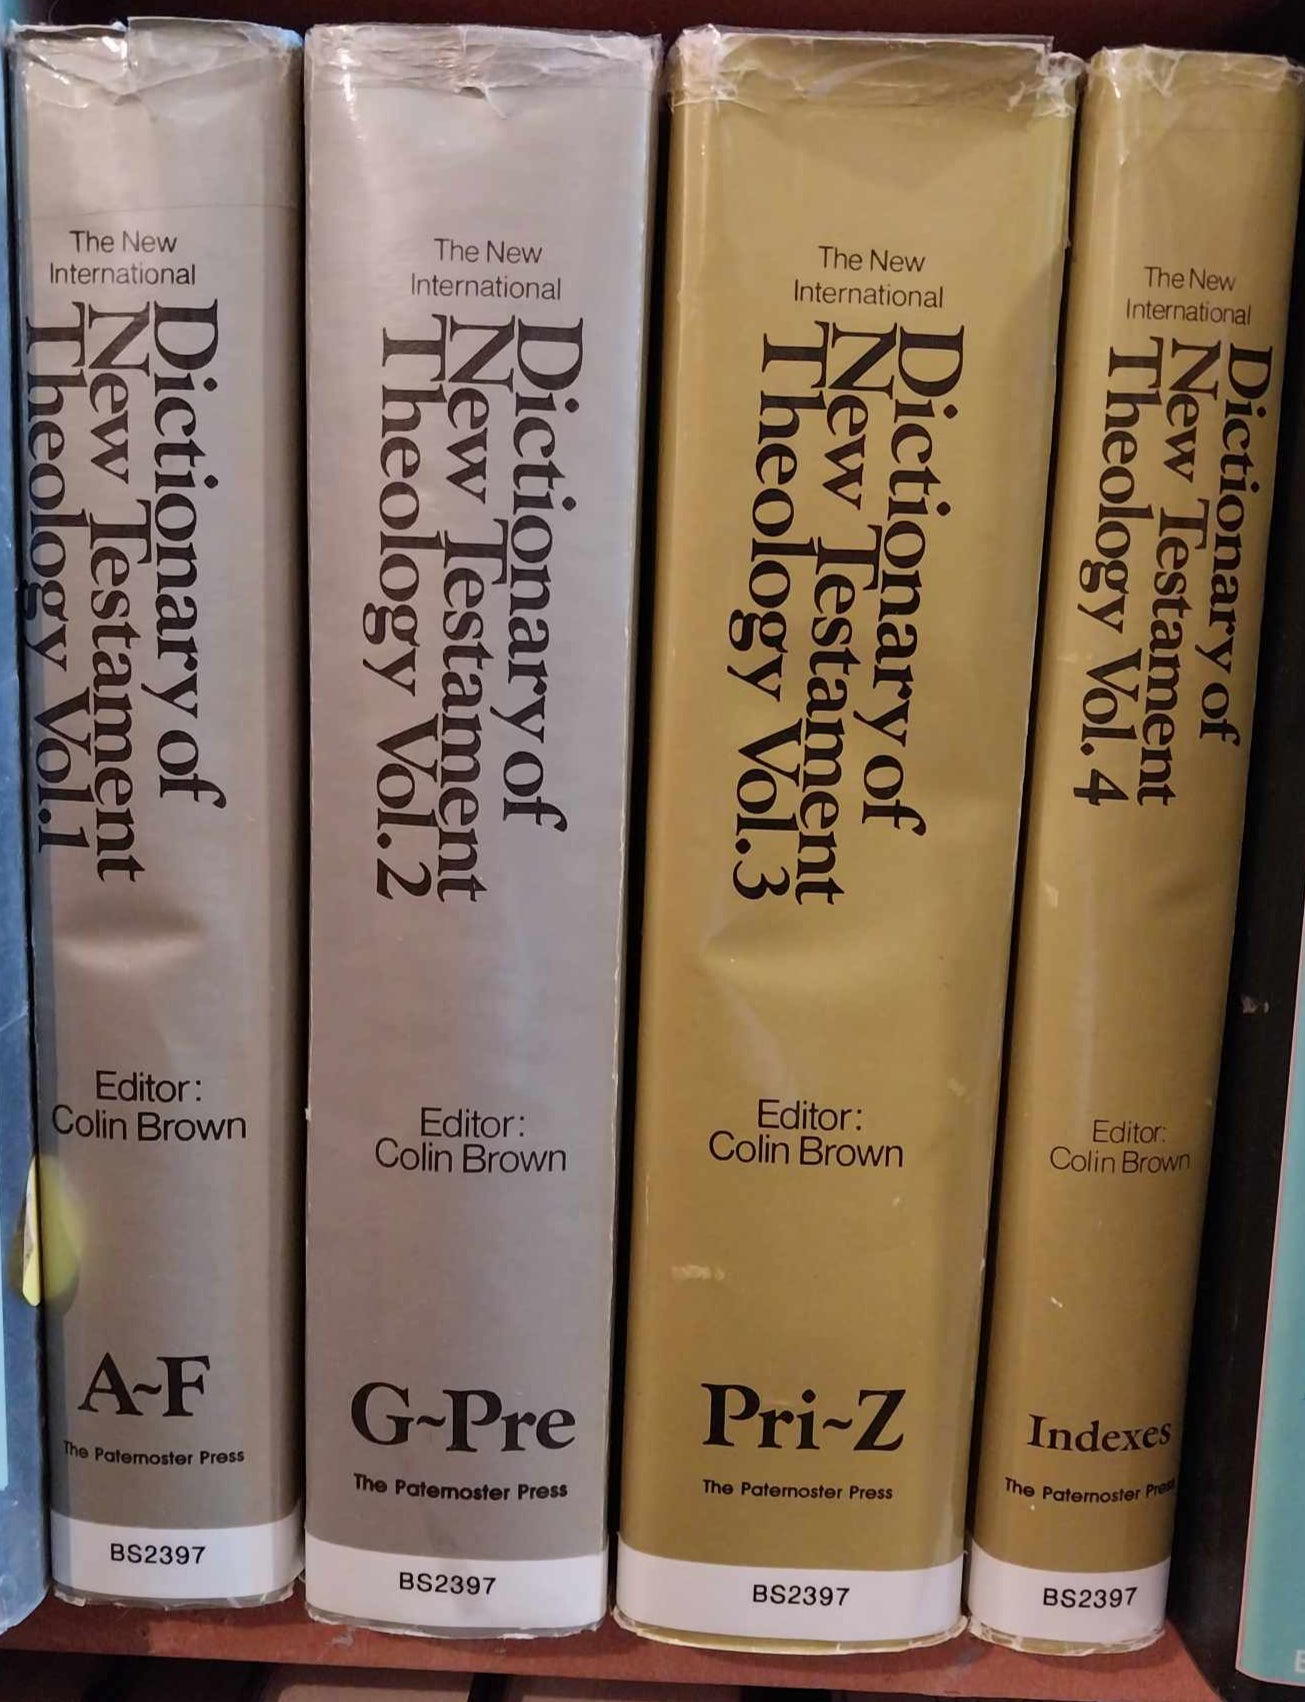 The New
International
Dictionary of
New Testament
Theology Vol.1
Editor:
Colin Brown
A~F
The Paternoster Press
BS2397
The New
International
Dictionary of
New Testament
Theology Vol.2
Editor:
Colin Brown
G~Pre
The Paternoster Press
BS2397
The New
International
Dictionary of
New Testament
Theology Vol.3
Editor:
Colin Brown
Pri~Z
The Paternoster Press
BS2397
The New
International
Dictionary of
New Testament
Theology Vol. 4
Editor:
Colin Brown
Indexes
The Paternoster Press
BS2397